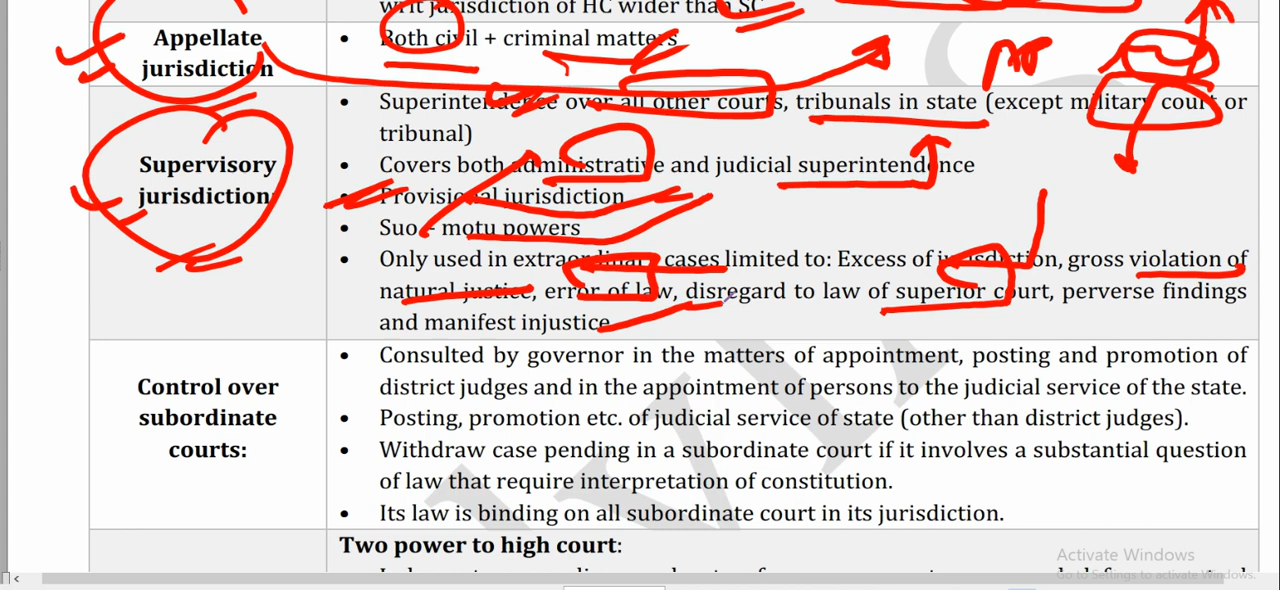 writ jurisdiction of HC wider than SC
Appellate
jurisdiction
• Both civil + criminal matters
Supervisory
jurisdiction
• Superintendence over all other courts, tribunals in state (except military court or
tribunal)
• Covers both administrative and judicial superintendence
• Provisional jurisdiction
• Suo – motu powers
• Only used in extraordinary cases limited to: Excess of jurisdiction, gross violation of
natural justice, error of law, disregard to law of superior court, perverse findings
and manifest injustice
Control over
subordinate
courts:
• Consulted by governor in the matters of appointment, posting and promotion of
district judges and in the appointment of persons to the judicial service of the state.
• Posting, promotion etc. of judicial service of state (other than district judges).
• Withdraw case pending in a subordinate court if it involves a substantial question
of law that require interpretation of constitution.
• Its law is binding on all subordinate court in its jurisdiction.
Two power to high court:
Activate Windows
Go to Settings to activate Windows.